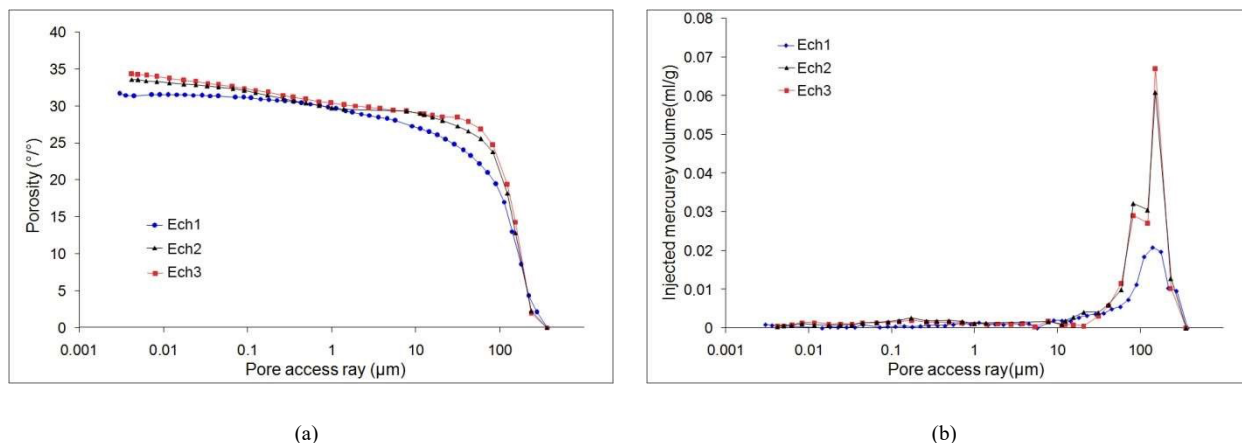 40
35
30
25
20
15
10
5
0
Porosity (°/°)
Ech1
Ech2
Ech3
0.001 0.01 0.1 1 10 100
Pore access ray (µm)
(a)
0.08
0.07
0.06
0.05
0.04
0.03
0.02
0.01
0
Injected mercurey volume(ml/g)
Ech1
Ech2
Ech3
0.001 0.01 0.1 1 10 100
Pore access ray(µm)
(b)